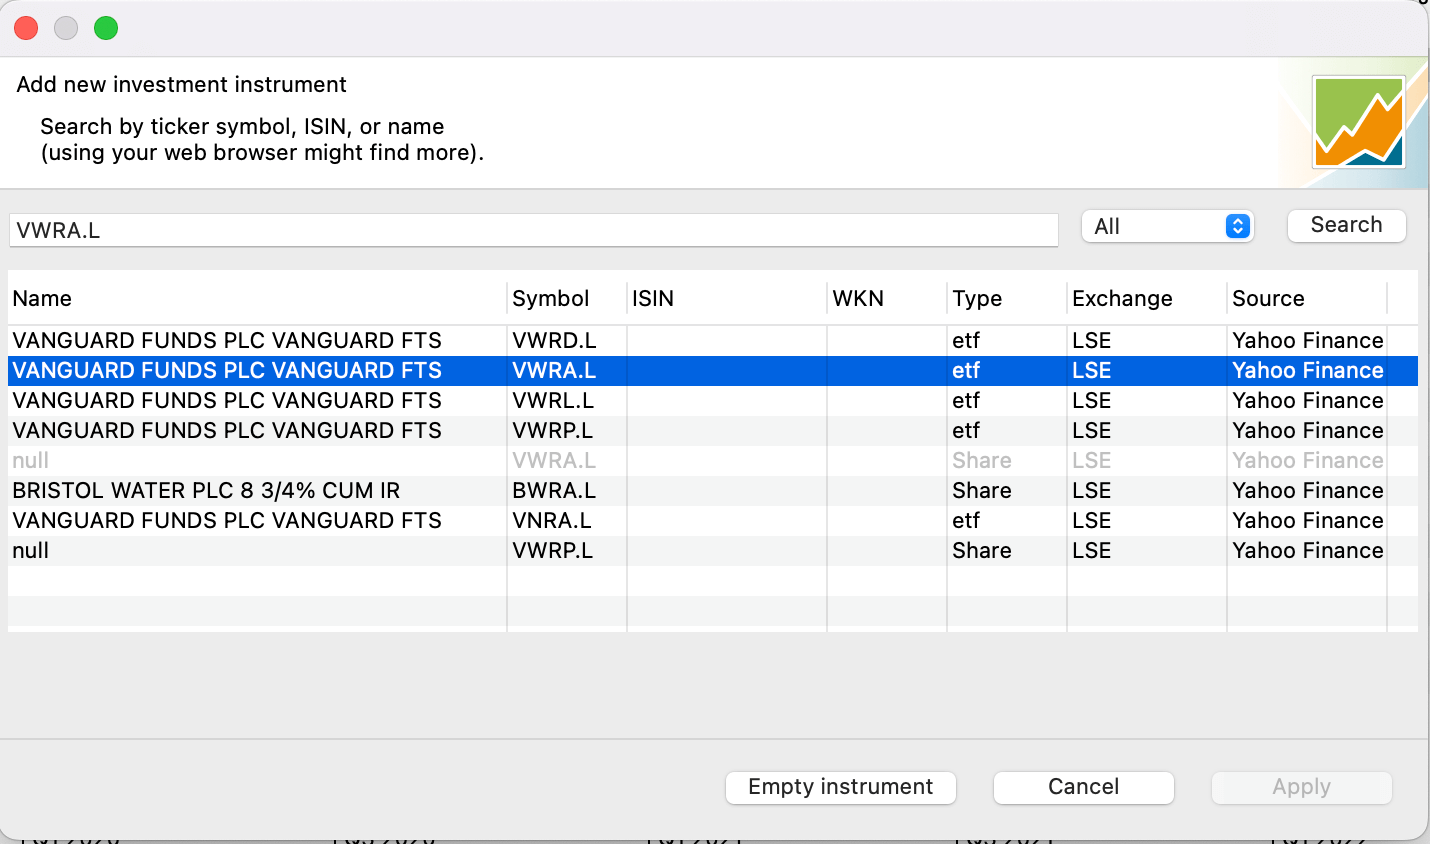 Add new investment instrument
Search by ticker symbol, ISIN, or name
(using your web browser might find more).
VWRA.L All Search
Name Symbol ISIN WKN Type Exchange Source
VANGUARD FUNDS PLC VANGUARD FTS VWRD.L etf LSE Yahoo Finance
VANGUARD FUNDS PLC VANGUARD FTS VWRA.L etf LSE Yahoo Finance
VANGUARD FUNDS PLC VANGUARD FTS VWRL.L etf LSE Yahoo Finance
VANGUARD FUNDS PLC VANGUARD FTS VWRP.L etf LSE Yahoo Finance
null VWRA.L Share LSE Yahoo Finance
BRISTOL WATER PLC 8 3/4% CUM IR BWRA.L Share LSE Yahoo Finance
VANGUARD FUNDS PLC VANGUARD FTS VNRA.L etf LSE Yahoo Finance
null VWRP.L Share LSE Yahoo Finance
Empty instrument Cancel Apply